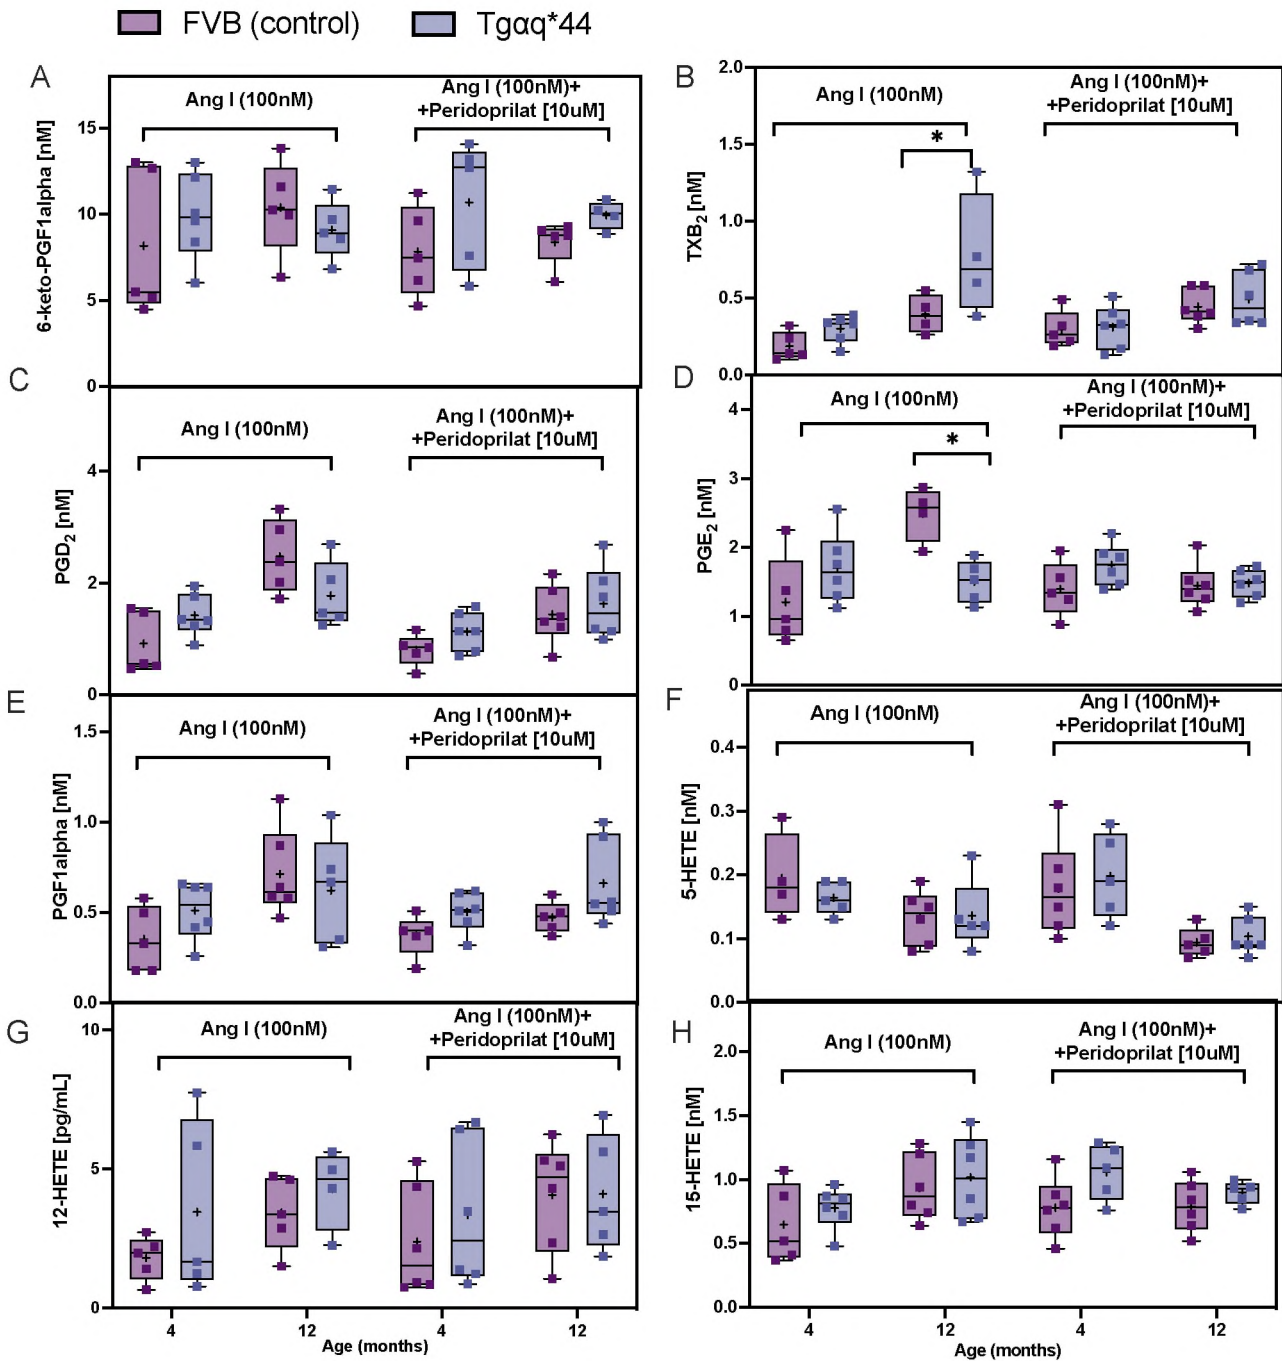 FVB (control) Tgαq*44
A
6-keto-PGF1alpha [nM]
15
10
5
0
Ang I (100nM)
Ang I (100nM)+
+Peridoprilat [10uM]
B
TXB2 [nM]
2.0
1.5
1.0
0.5
0.0
Ang I (100nM)
*
Ang I (100nM)+
+Peridoprilat [10uM]
C
PGD2 [nM]
4
2
0
Ang I (100nM)
Ang I (100nM)+
+Peridoprilat [10uM]
D
PGE2 [nM]
4
3
2
1
0
Ang I (100nM)
*
Ang I (100nM)+
+Peridoprilat [10uM]
E
PGF1alpha [nM]
1.5
1.0
0.5
0.0
Ang I (100nM)
Ang I (100nM)+
+Peridoprilat [10uM]
F
5-HETE [nM]
0.4
0.3
0.2
0.1
0.0
Ang I (100nM)
Ang I (100nM)+
+Peridoprilat [10uM]
G
12-HETE [pg/mL]
10
5
0
Ang I (100nM)
Ang I (100nM)+
+Peridoprilat [10uM]
4 12 4 12
Age (months)
H
15-HETE [nM]
2.0
1.5
1.0
0.5
0.0
Ang I (100nM)
Ang I (100nM)+
+Peridoprilat [10uM]
4 12 4 12
Age (months)